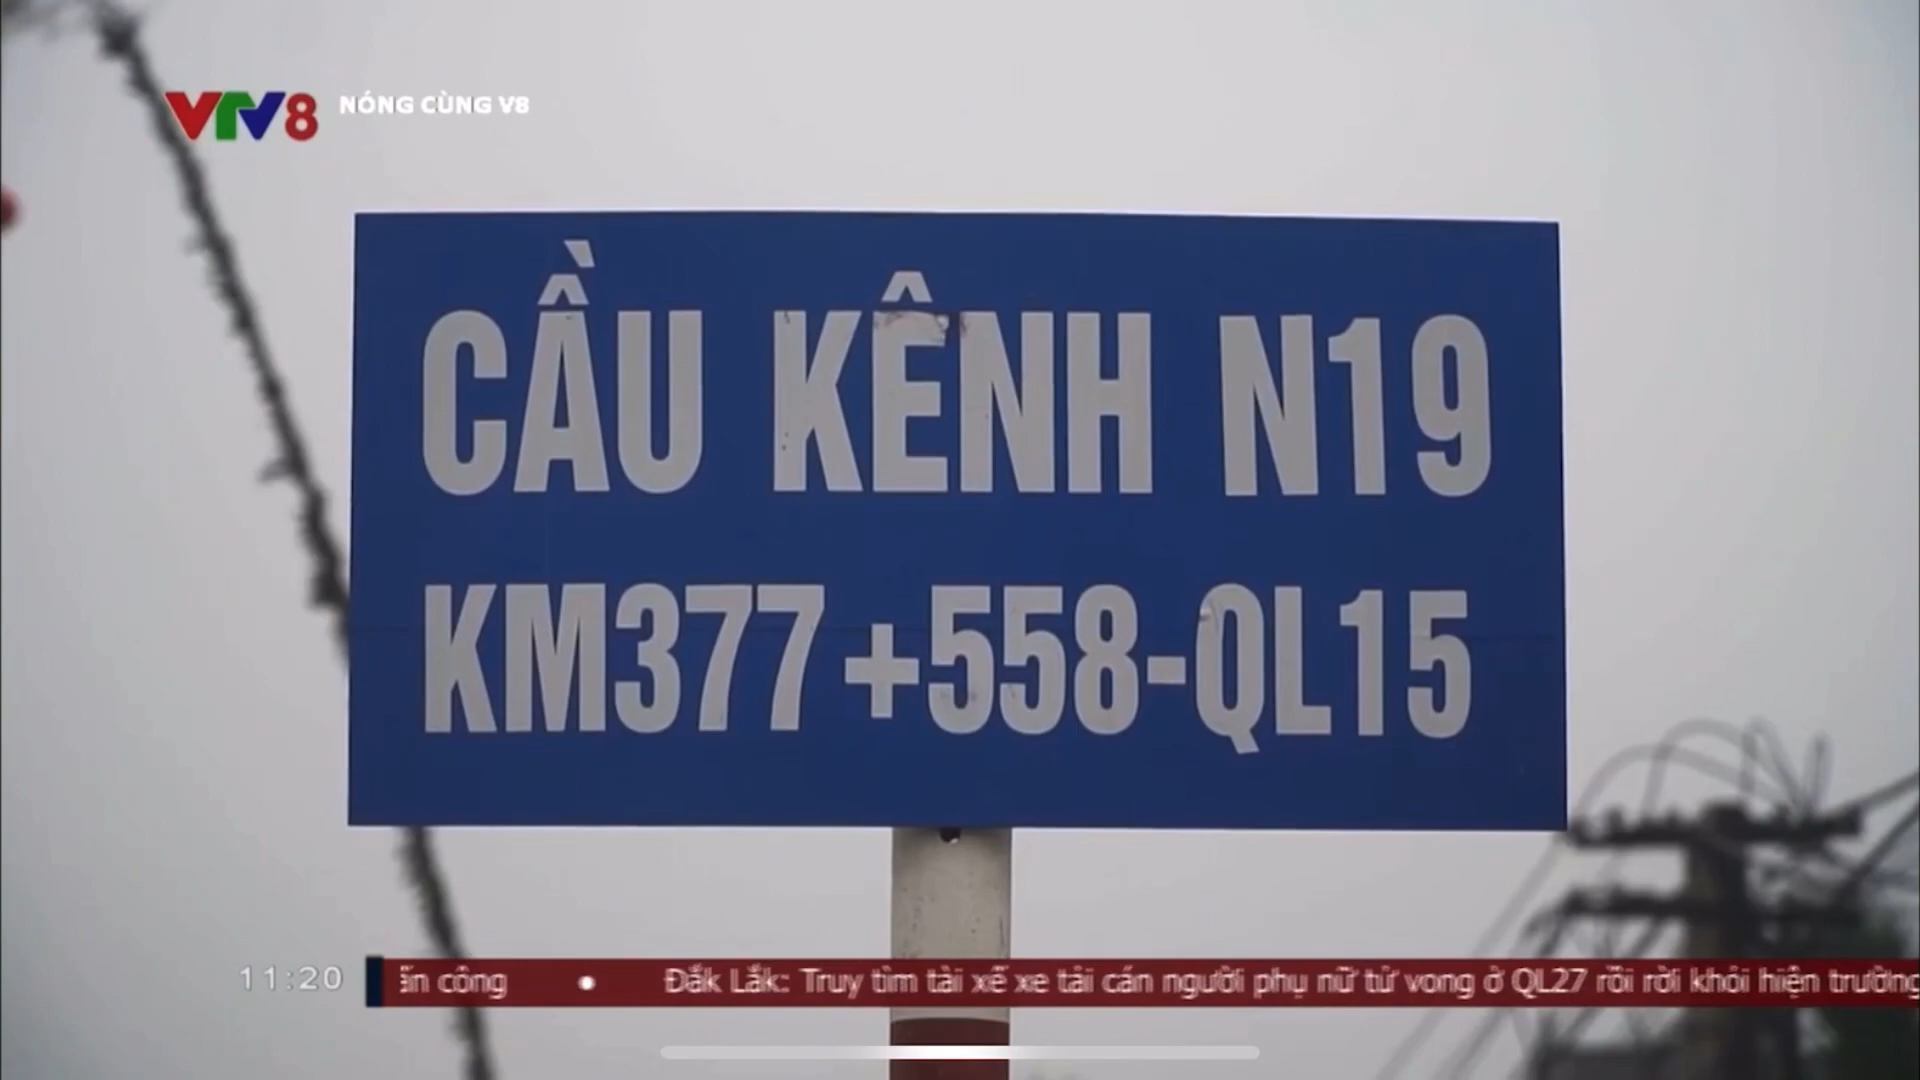 VTV8 NÓNG CÙNG V8
CẦU KÊNH N19
KM377+558-QL15
11:20 công • Đắk Lắk: Truy tìm tài xế xe tải cán người phụ nữ tử vong ở QL27 rồi rời khỏi hiện trường